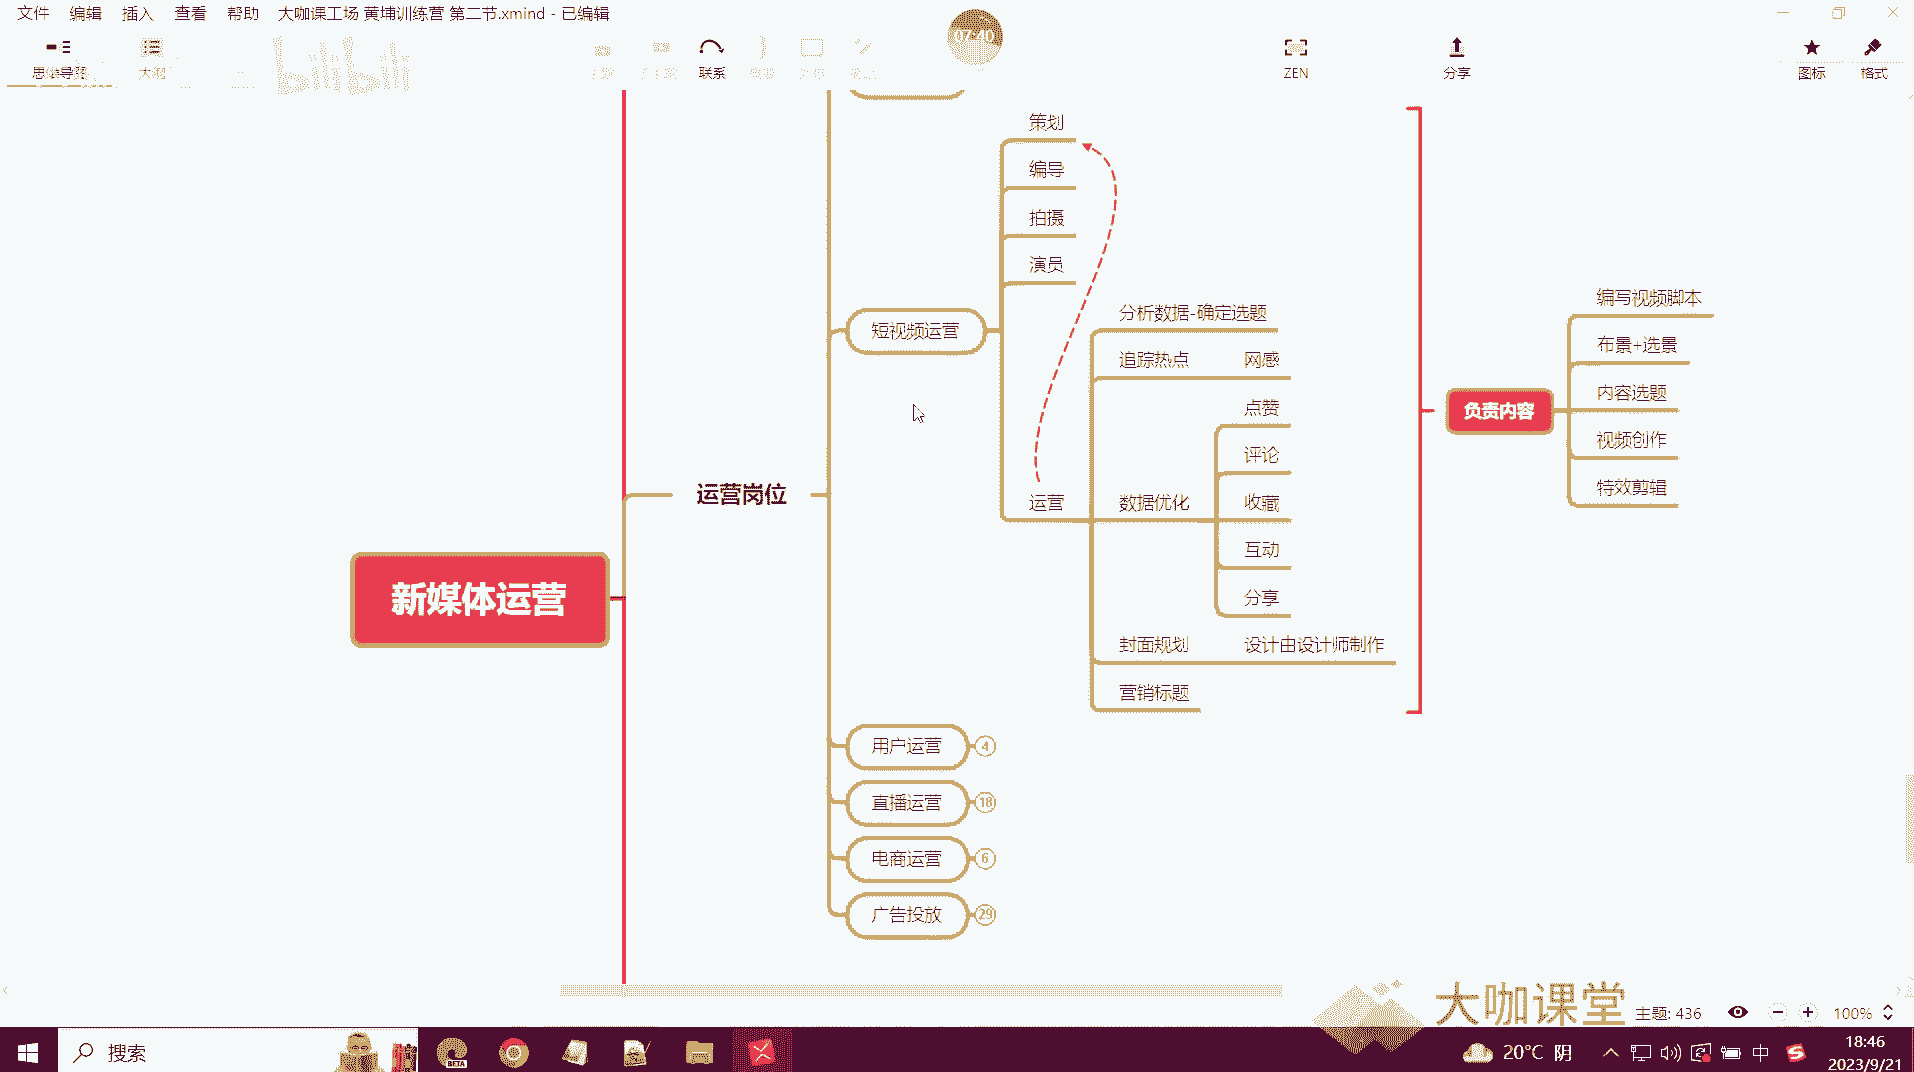 文件 编辑 插入 查看 帮助 大咖课工场 黄埔训练营 第二节.xmind - 已编辑
07:40
思维导图 大纲 联系 ZEN 分享 图标 格式
bilibili
策划
编导
拍摄
演员
短视频运营
分析数据-确定选题
追踪热点 网感
点赞
评论
运营 数据优化 收藏
互动
分享
封面规划 设计由设计师制作
营销标题
编写视频脚本
布景+选景
负责内容 内容选题
视频创作
特效剪辑
运营岗位
新媒体运营
用户运营 4
直播运营 18
电商运营 6
广告投放 29
大咖课堂
主题: 436 100%
搜索
BETA
20°C 阴
中
18:46
2023/9/21